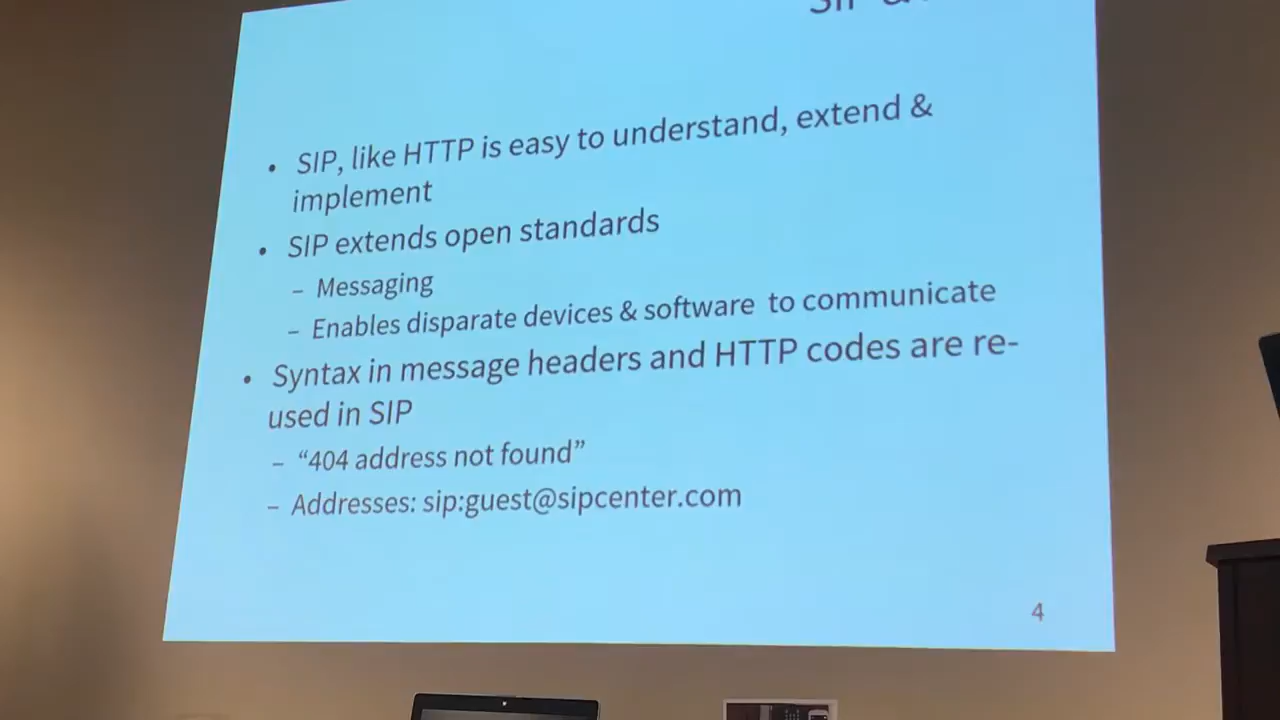 • SIP, like HTTP is easy to understand, extend &
implement
• SIP extends open standards
– Messaging
– Enables disparate devices & software to communicate
• Syntax in message headers and HTTP codes are re-
used in SIP
– “404 address not found”
– Addresses: sip:guest@sipcenter.com
4